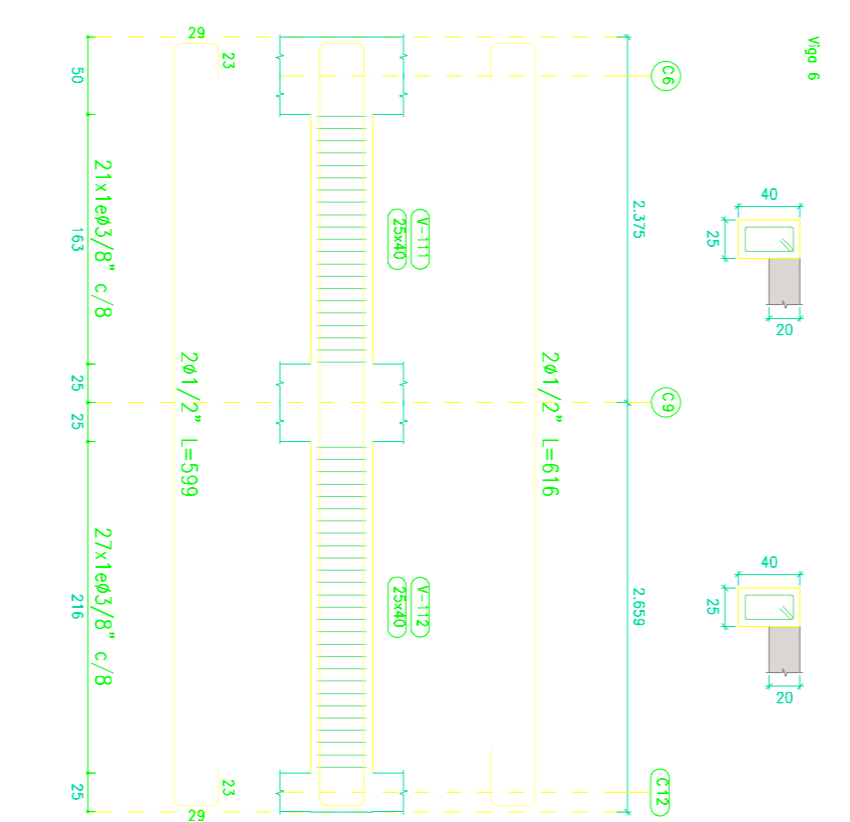 Viga 6
C6
C9
C12
2.375
2.659
40
25
20
40
25
20
2ø1/2" L=616
V-111
25x40
V-112
25x40
29
23
2ø1/2" L=599
23
29
21x1eø3/8" c/8
27x1eø3/8" c/8
50
163
25
25
216
25